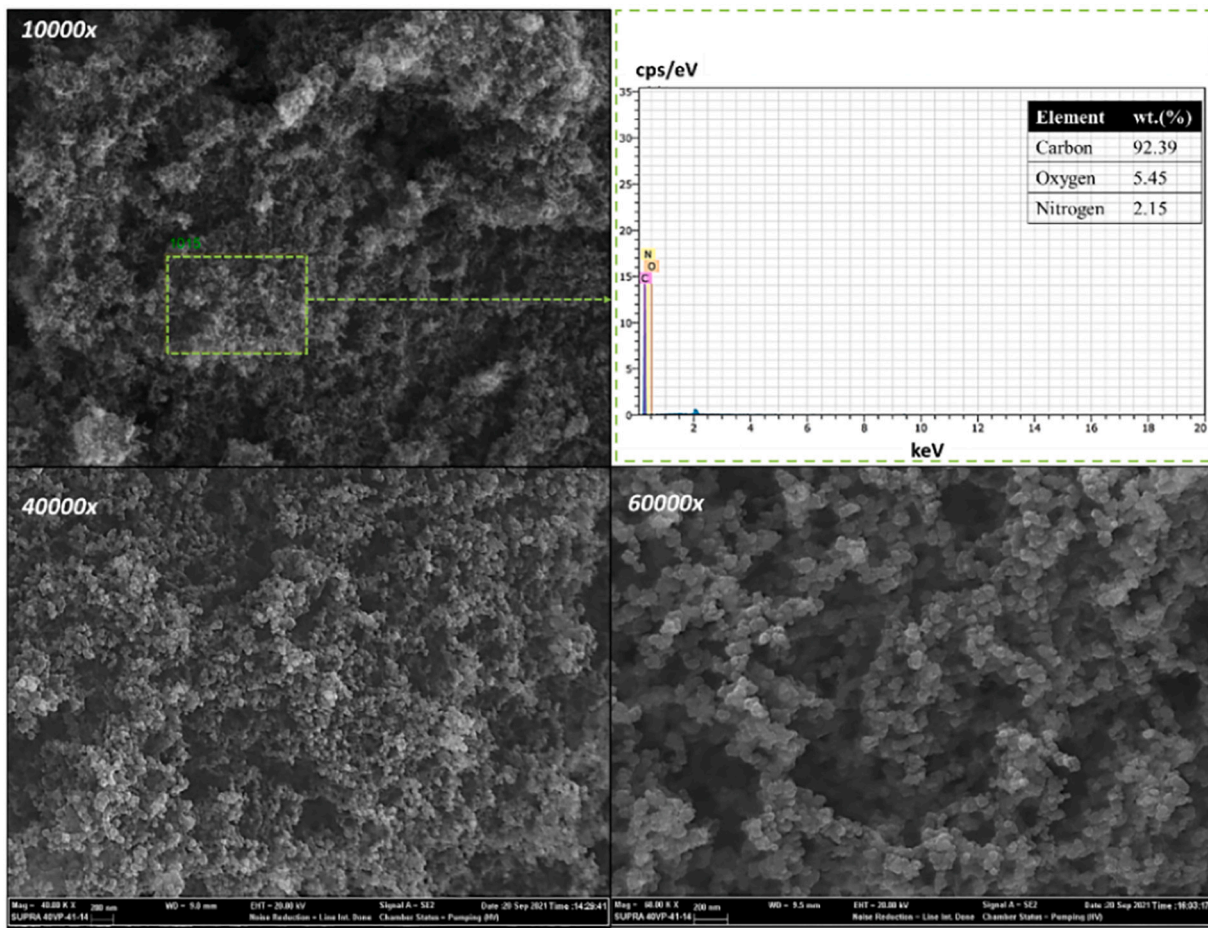 10000x
cps/eV
35
30
25
20
15
10
5
0
Element wt.(%)
Carbon 92.39
Oxygen 5.45
Nitrogen 2.15
N
O
C
2 4 6 8 10 12 14 16 18 20
keV
40000x
60000x
Mag = 40.00 K X 200 nm WD = 9.0 mm EHT = 20.00 kV Signal A = SE2 Date :20 Sep 2021 Time :14:29:41
SUPRA 40VP-41-14 Noise Reduction = Line Int. Done Chamber Status = Pumping (HV)
Mag = 60.00 K X 200 nm WD = 9.5 mm EHT = 20.00 kV Signal A = SE2 Date :20 Sep 2021 Time :16:03:17
SUPRA 40VP-41-14 Noise Reduction = Line Int. Done Chamber Status = Pumping (HV)